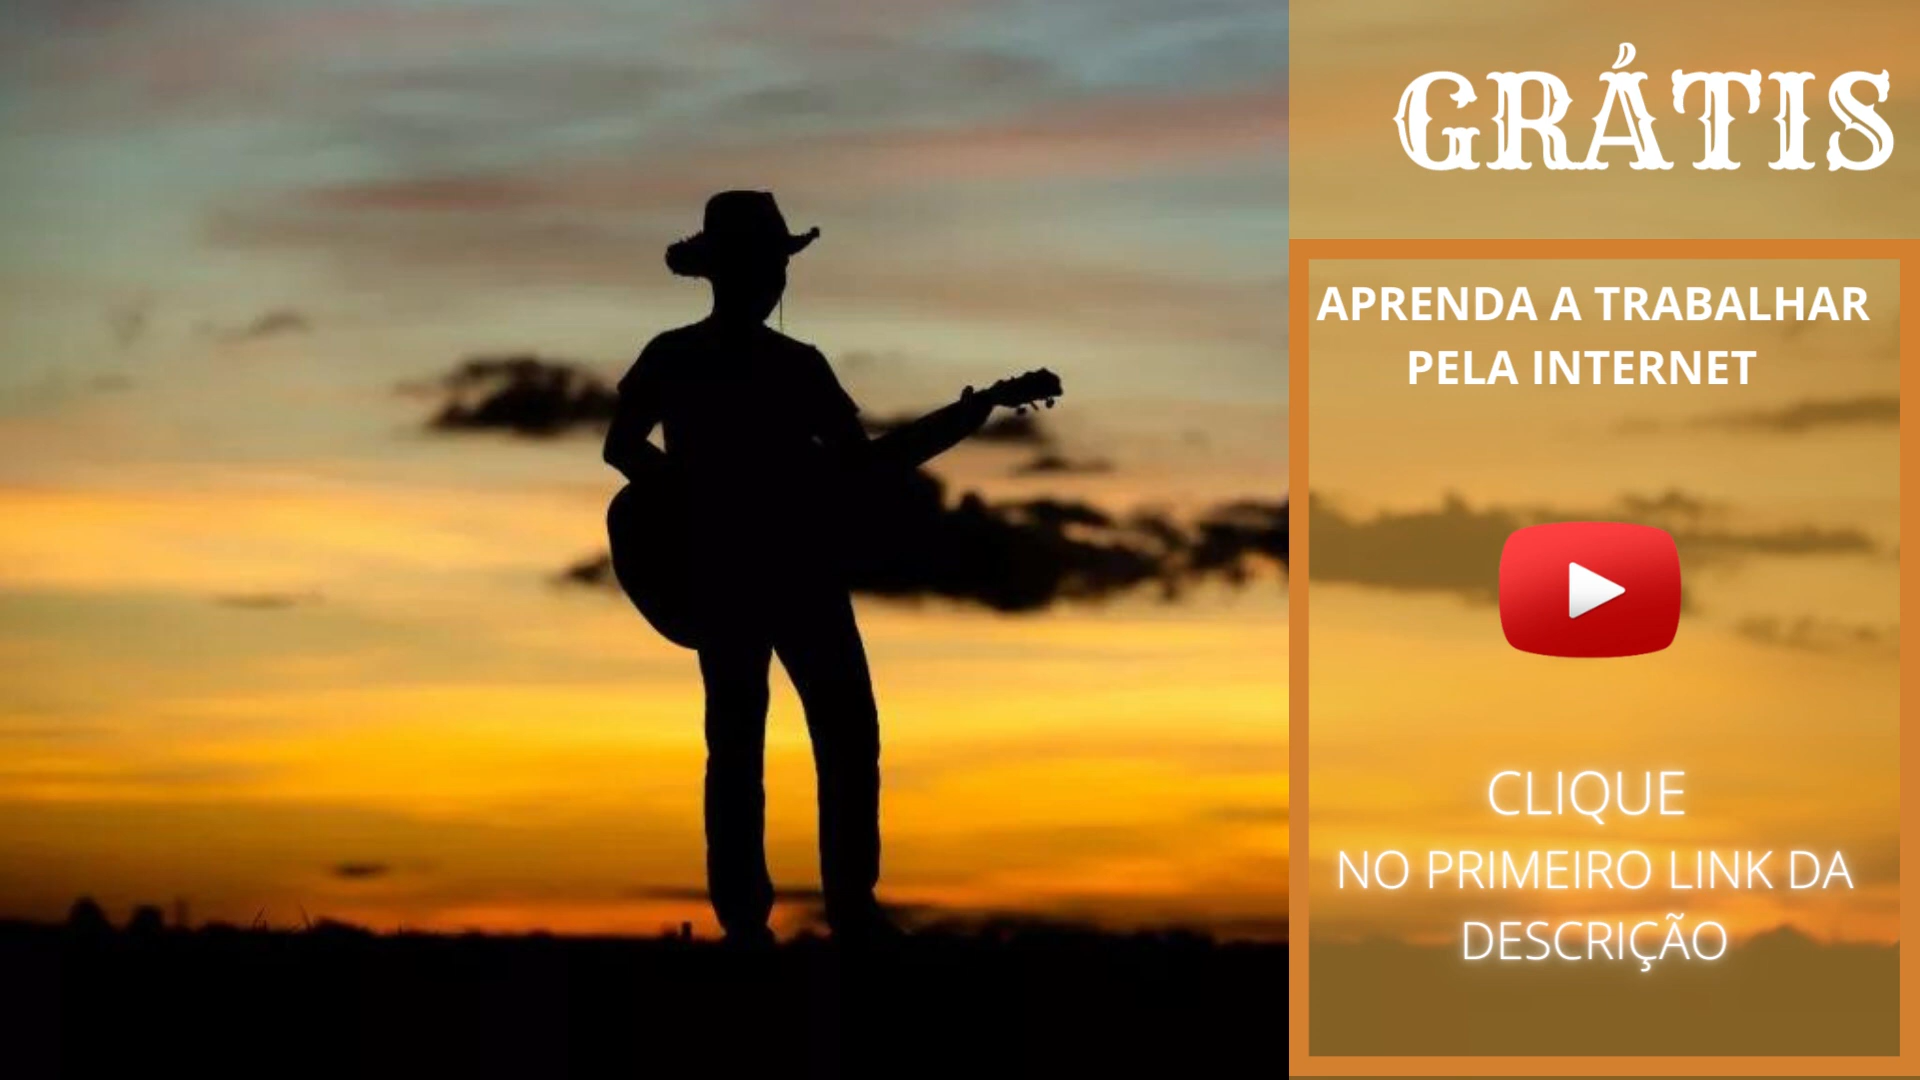 GRÁTIS
APRENDA A TRABALHAR
PELA INTERNET
CLIQUE
NO PRIMEIRO LINK DA
DESCRIÇÃO